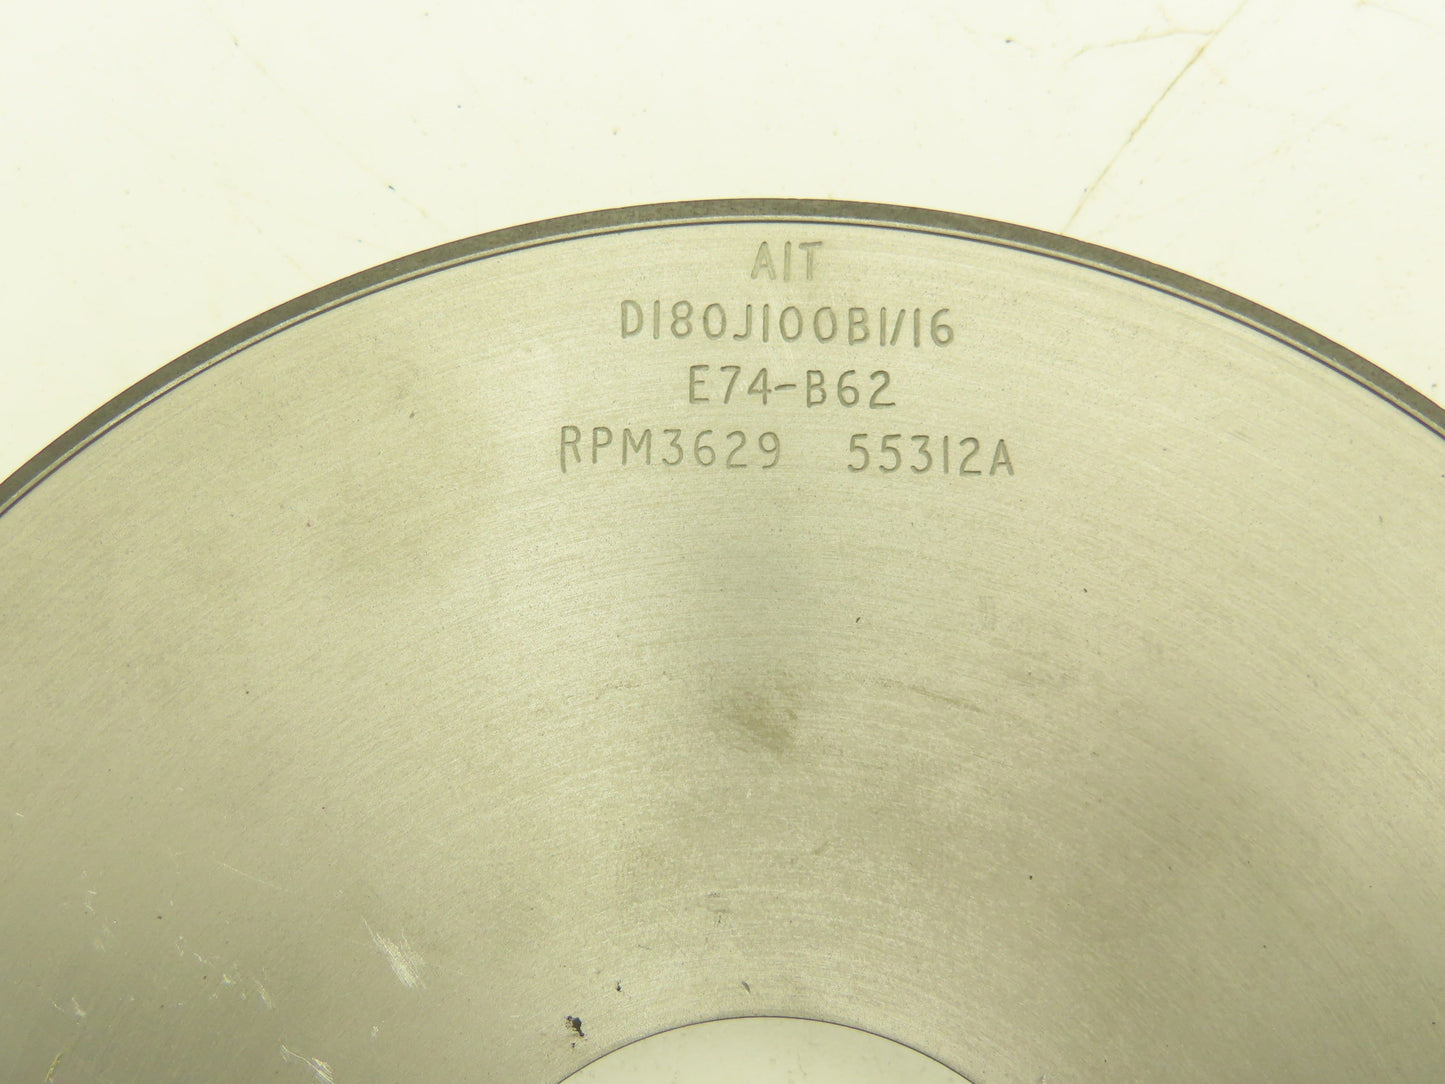 AIT
D180J100B1/16
E74-B62
RPM3629 55312A